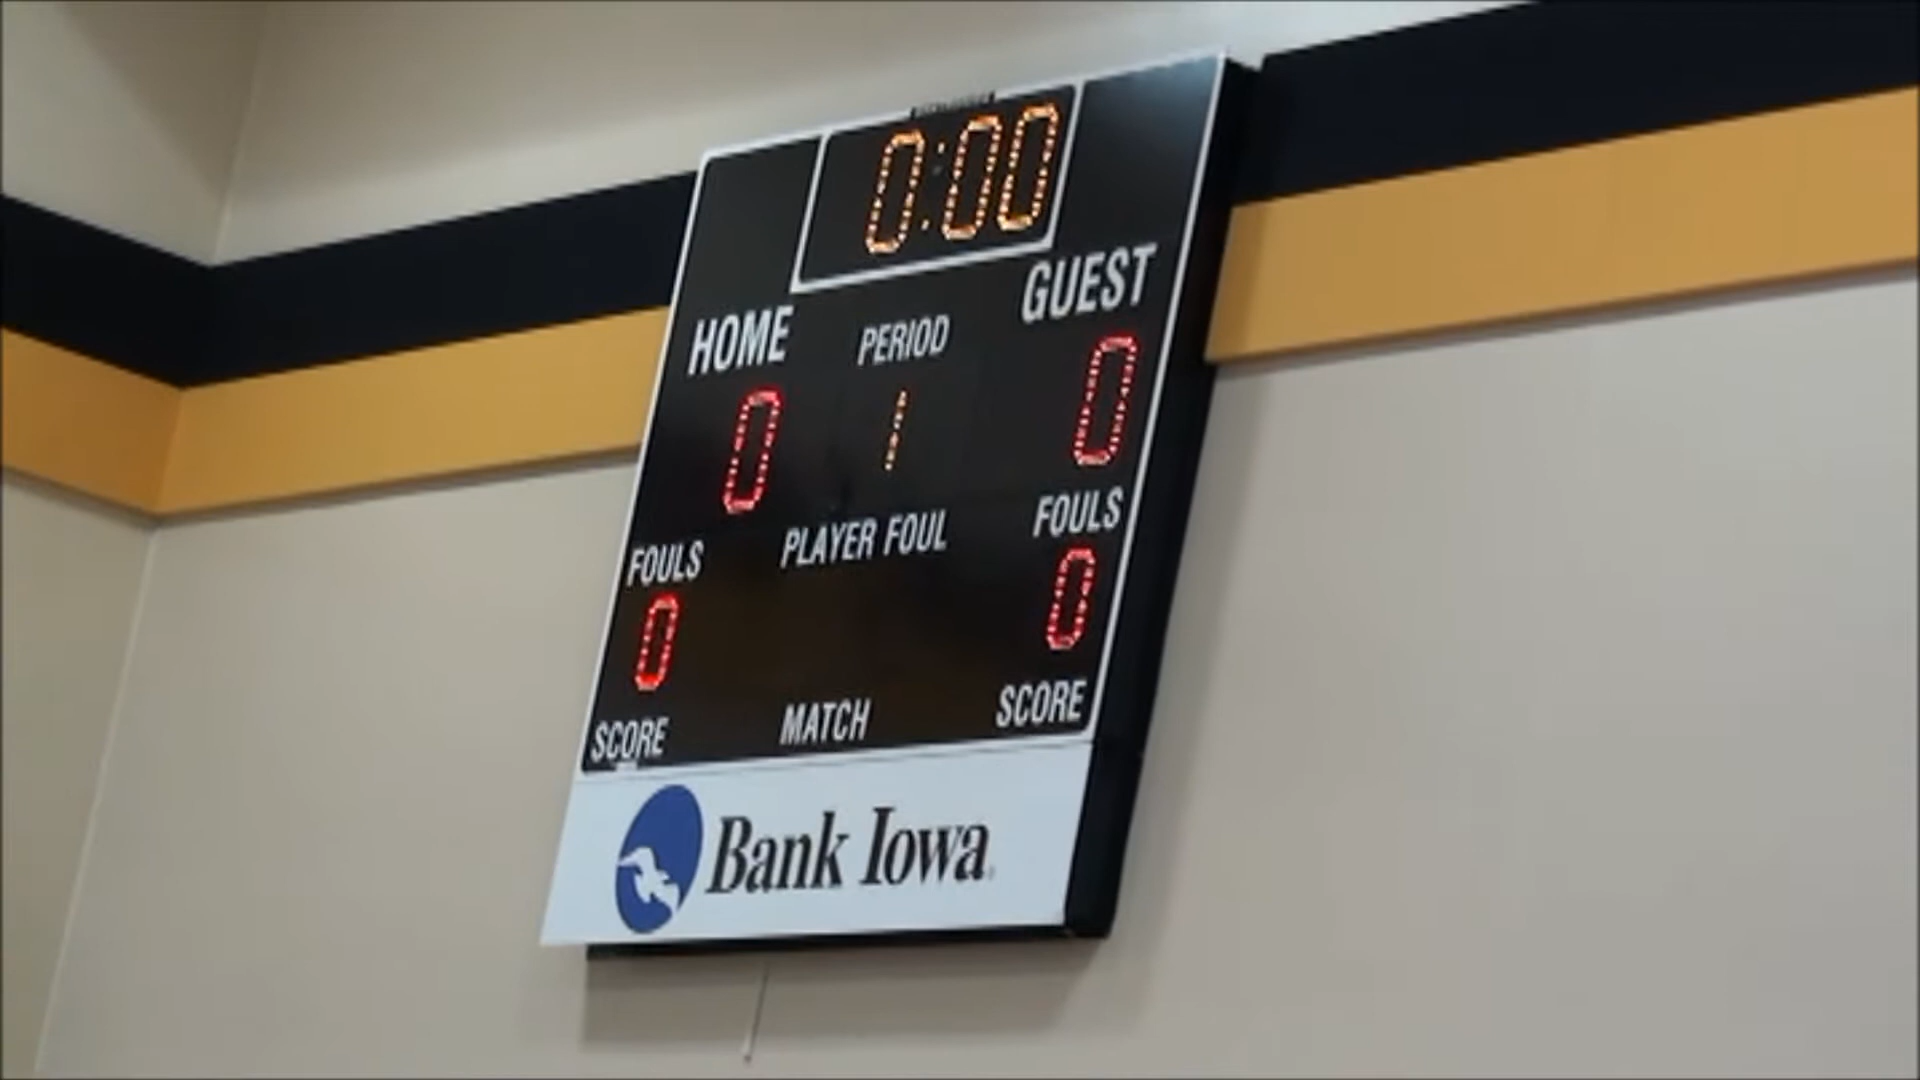 0:00
HOME PERIOD GUEST
0 1 0
FOULS PLAYER FOUL FOULS
0 0
SCORE MATCH SCORE
Bank Iowa